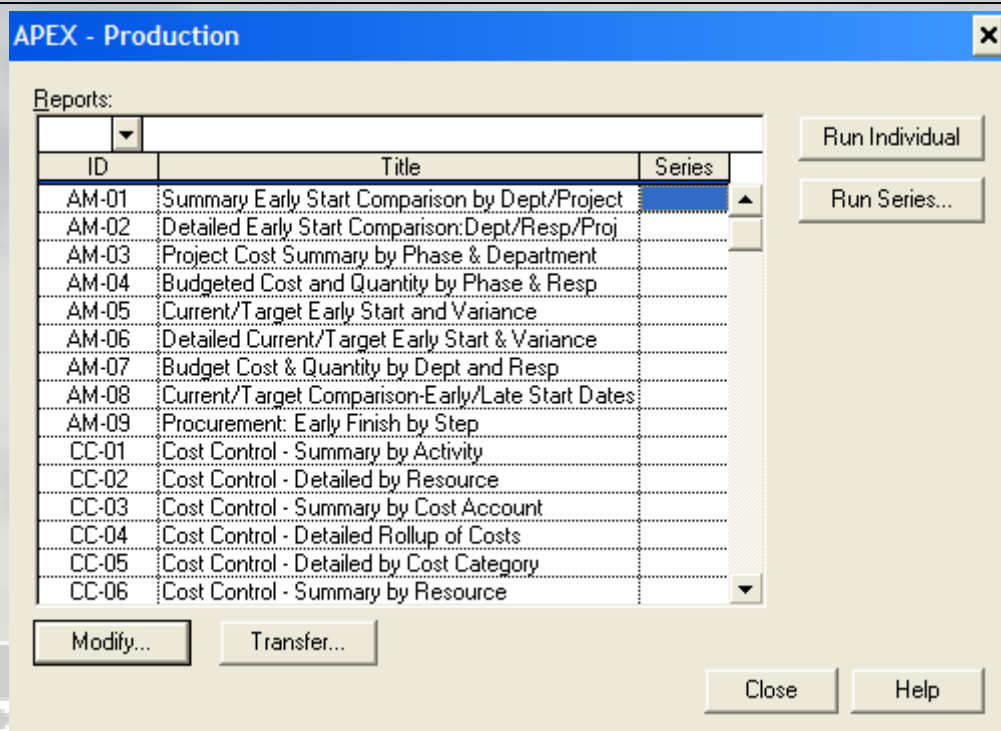 APEX - Production
Reports:
Run Individual
ID Title Series
AM-01 Summary Early Start Comparison by Dept/Project
Run Series...
AM-02 Detailed Early Start Comparison:Dept/Resp/Proj
AM-03 Project Cost Summary by Phase & Department
AM-04 Budgeted Cost and Quantity by Phase & Resp
AM-05 Current/Target Early Start and Variance
AM-06 Detailed Current/Target Early Start & Variance
AM-07 Budget Cost & Quantity by Dept and Resp
AM-08 Current/Target Comparison-Early/Late Start Dates
AM-09 Procurement: Early Finish by Step
CC-01 Cost Control - Summary by Activity
CC-02 Cost Control - Detailed by Resource
CC-03 Cost Control - Summary by Cost Account
CC-04 Cost Control - Detailed Rollup of Costs
CC-05 Cost Control - Detailed by Cost Category
CC-06 Cost Control - Summary by Resource
Modify... Transfer...
Close Help